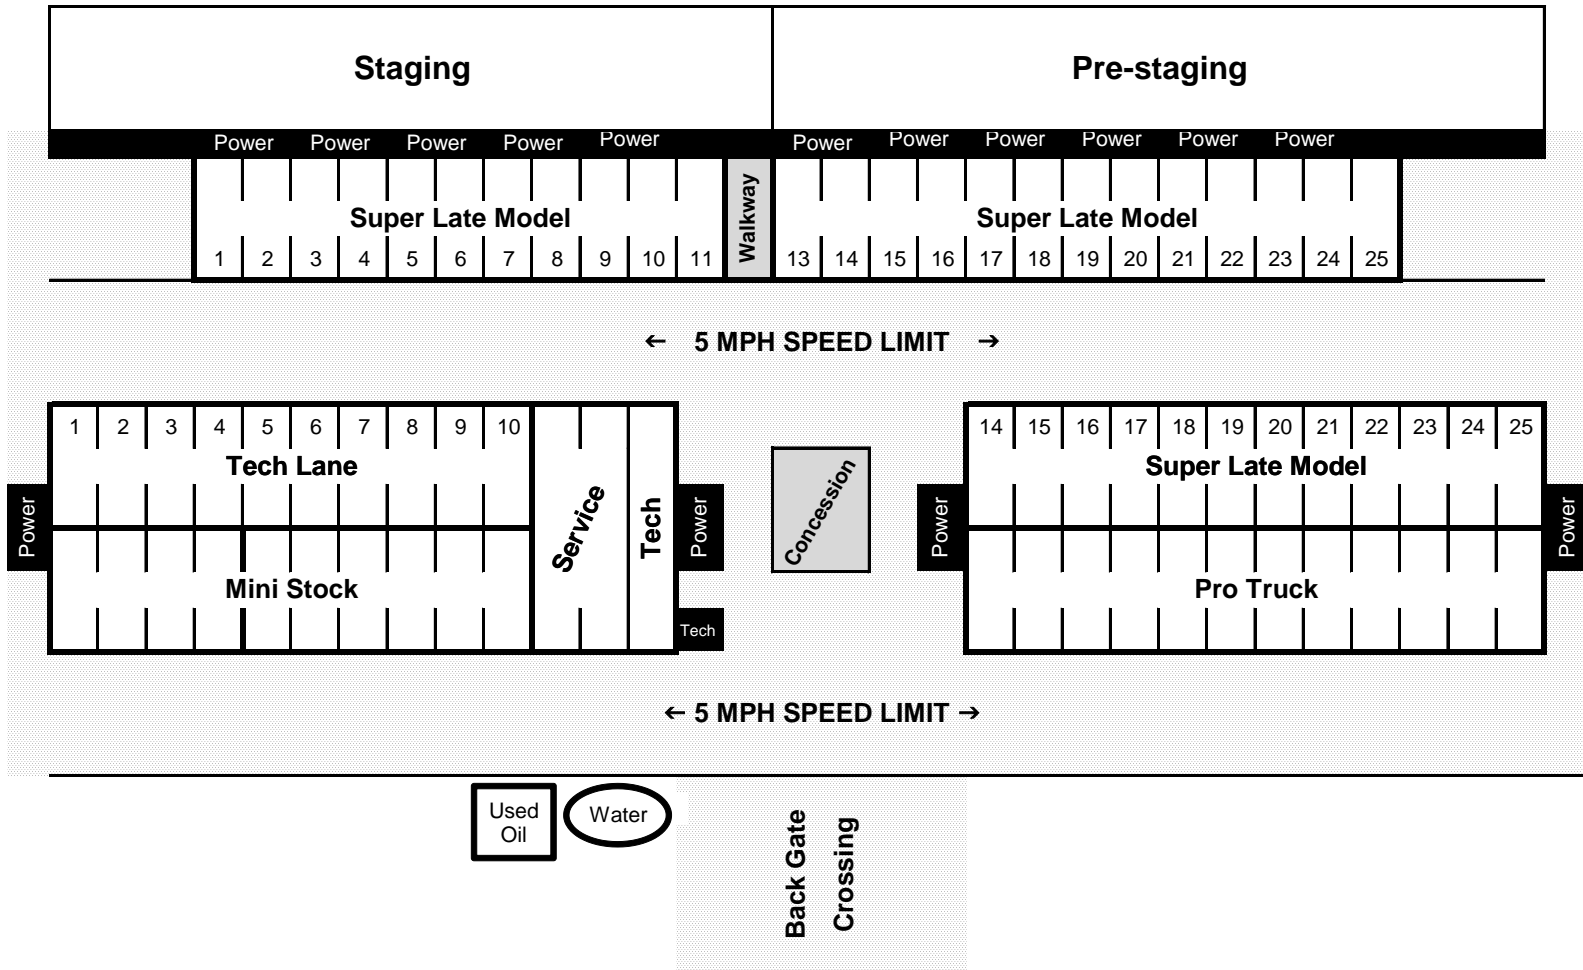 Staging Pre-staging
Power Power Power Power Power Power Power Power Power Power Power
Walkway
Super Late Model Super Late Model
1 2 3 4 5 6 7 8 9 10 11 13 14 15 16 17 18 19 20 21 22 23 24 25
← 5 MPH SPEED LIMIT →
1 2 3 4 5 6 7 8 9 10 14 15 16 17 18 19 20 21 22 23 24 25
Tech Lane Super Late Model
Power Service Tech Power Concession Power Power
Mini Stock Pro Truck
Tech
← 5 MPH SPEED LIMIT →
Used
Oil
Water
Back Gate
Crossing